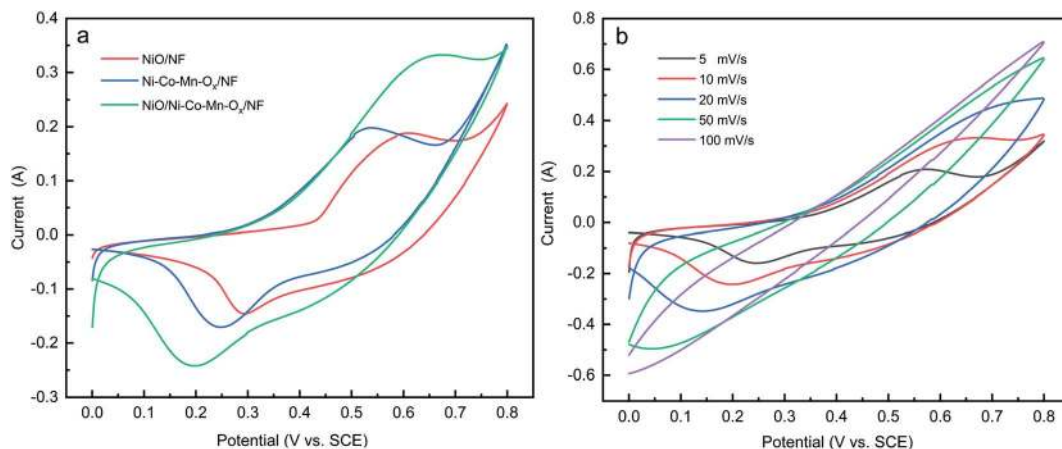 a
NiO/NF
Ni-Co-Mn-Oₓ/NF
NiO/Ni-Co-Mn-Oₓ/NF
Current (A)
0.4
0.3
0.2
0.1
0.0
-0.1
-0.2
-0.3
0.0 0.1 0.2 0.3 0.4 0.5 0.6 0.7 0.8
Potential (V vs. SCE)
b
5 mV/s
10 mV/s
20 mV/s
50 mV/s
100 mV/s
Current (A)
0.8
0.6
0.4
0.2
0.0
-0.2
-0.4
-0.6
0.0 0.1 0.2 0.3 0.4 0.5 0.6 0.7 0.8
Potential (V vs. SCE)